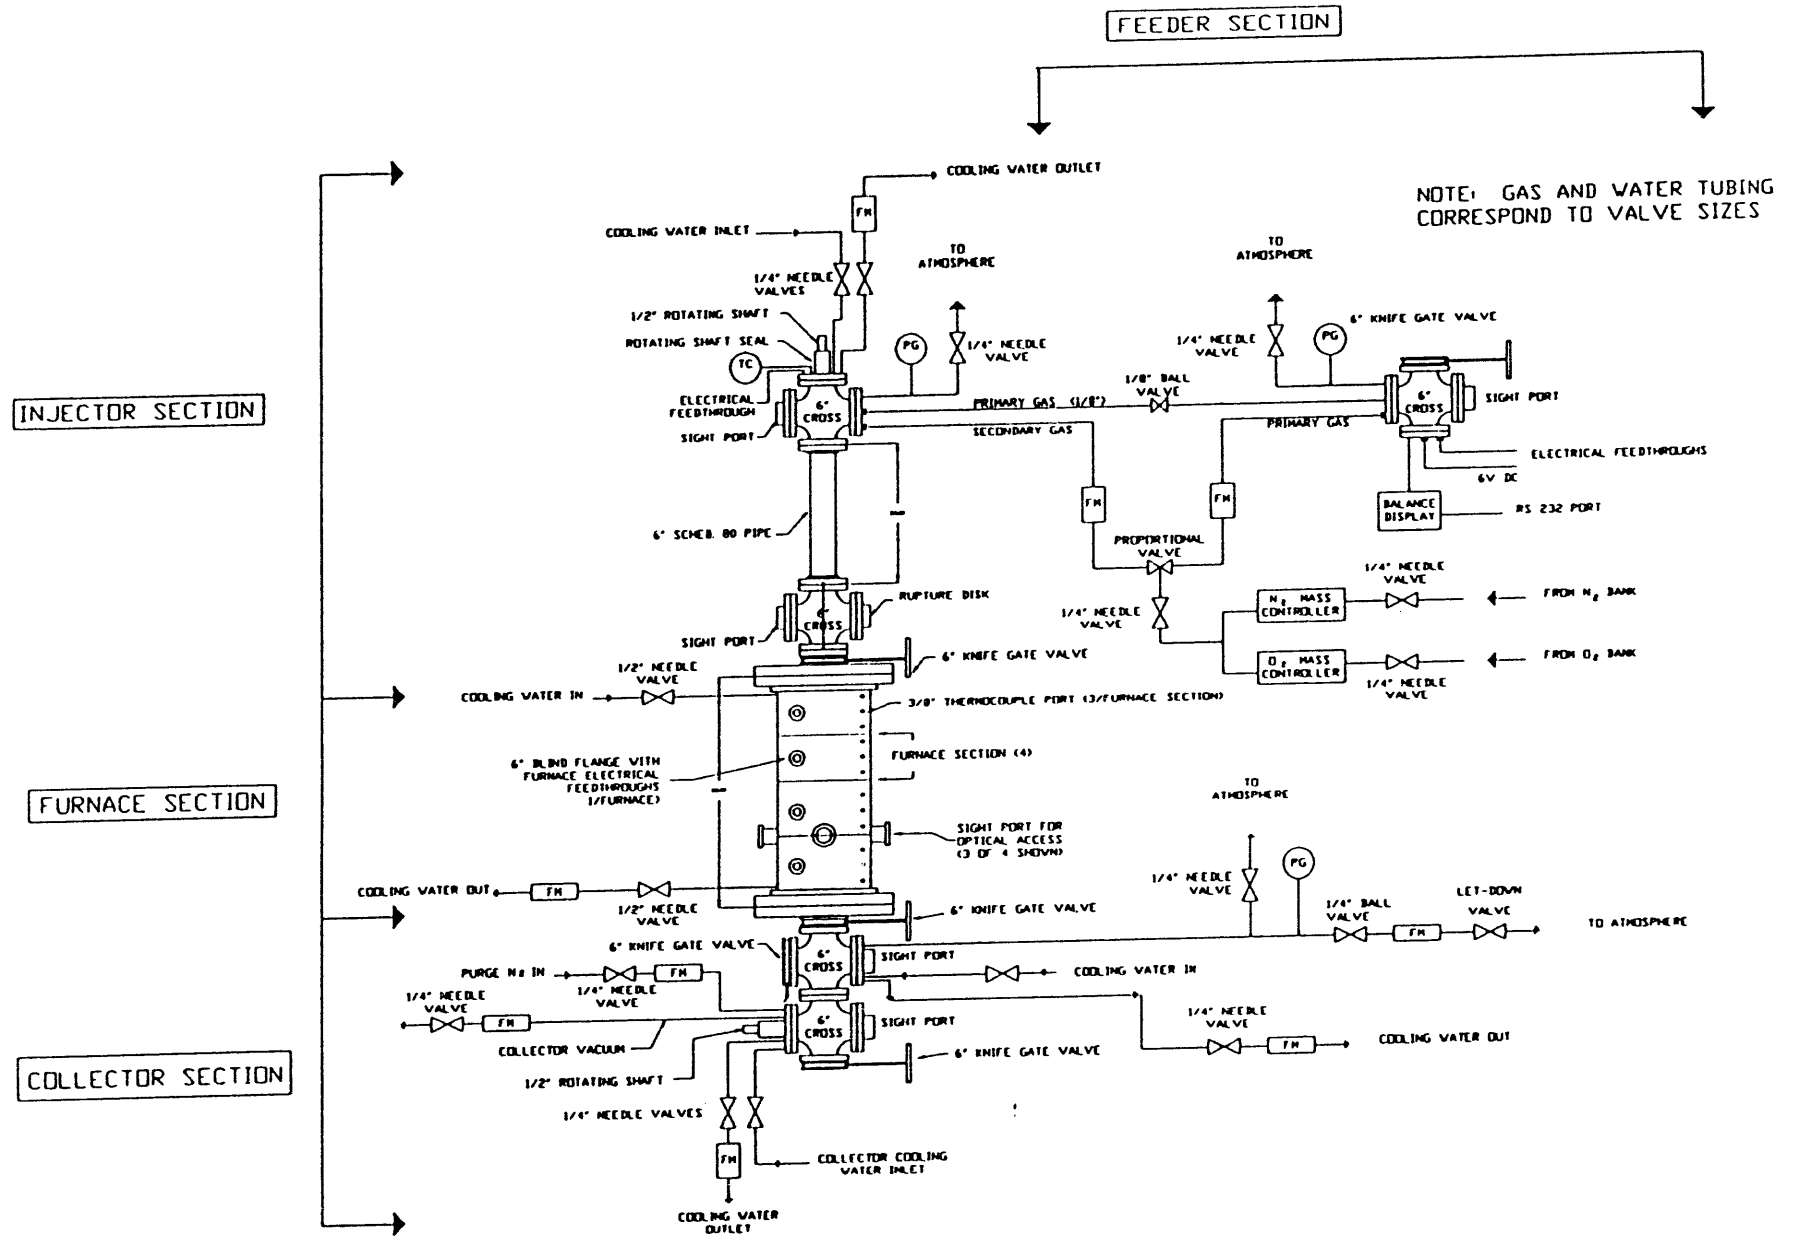 FEEDER SECTION
NOTE: GAS AND WATER TUBING
CORRESPOND TO VALVE SIZES
INJECTOR SECTION
COOLING WATER OUTLET
FM
COOLING WATER INLET
1/4" NEEDLE
VALVES
TO
ATMOSPHERE
1/2" ROTATING SHAFT
ROTATING SHAFT SEAL
TC
PG
1/4" NEEDLE
VALVE
ELECTRICAL
FEEDTHROUGH
SIGHT PORT
6"
CROSS
PRIMARY GAS (1/8")
SECONDARY GAS
1/8" BALL
VALVE
TO
ATMOSPHERE
1/4" NEEDLE
VALVE
PG
6" KNIFE GATE VALVE
6"
CROSS
SIGHT PORT
PRIMARY GAS
ELECTRICAL FEEDTHROUGHS
6V DC
BALANCE
DISPLAY
RS 232 PORT
FM
FM
PROPORTIONAL
VALVE
1/4" NEEDLE
VALVE
N2 MASS
CONTROLLER
1/4" NEEDLE
VALVE
FROM N2 BANK
O2 MASS
CONTROLLER
1/4" NEEDLE
VALVE
FROM O2 BANK
6" SCHED. 80 PIPE
RUPTURE DISK
6"
CROSS
SIGHT PORT
6" KNIFE GATE VALVE
FURNACE SECTION
1/2" NEEDLE
VALVE
COOLING WATER IN
3/8" THERMOCOUPLE PORT (3/FURNACE SECTION)
FURNACE SECTION (4)
6" BLIND FLANGE WITH
FURNACE ELECTRICAL
FEEDTHROUGHS
1/FURNACE)
SIGHT PORT FOR
OPTICAL ACCESS
(3 OF 4 SHOWN)
COOLING WATER OUT
FM
1/2" NEEDLE
VALVE
COLLECTOR SECTION
6" KNIFE GATE VALVE
6" KNIFE GATE VALVE
6"
CROSS
SIGHT PORT
TO
ATMOSPHERE
1/4" NEEDLE
VALVE
PG
1/4" BALL
VALVE
FM
LET-DOWN
VALVE
TO ATMOSPHERE
PURGE N2 IN
FM
1/4" NEEDLE
VALVE
COOLING WATER IN
1/4" NEEDLE
VALVE
FM
COLLECTOR VACUUM
6"
CROSS
SIGHT PORT
1/4" NEEDLE
VALVE
FM
COOLING WATER OUT
6" KNIFE GATE VALVE
1/2" ROTATING SHAFT
1/4" NEEDLE VALVES
FM
COLLECTOR COOLING
WATER INLET
COOLING WATER
OUTLET